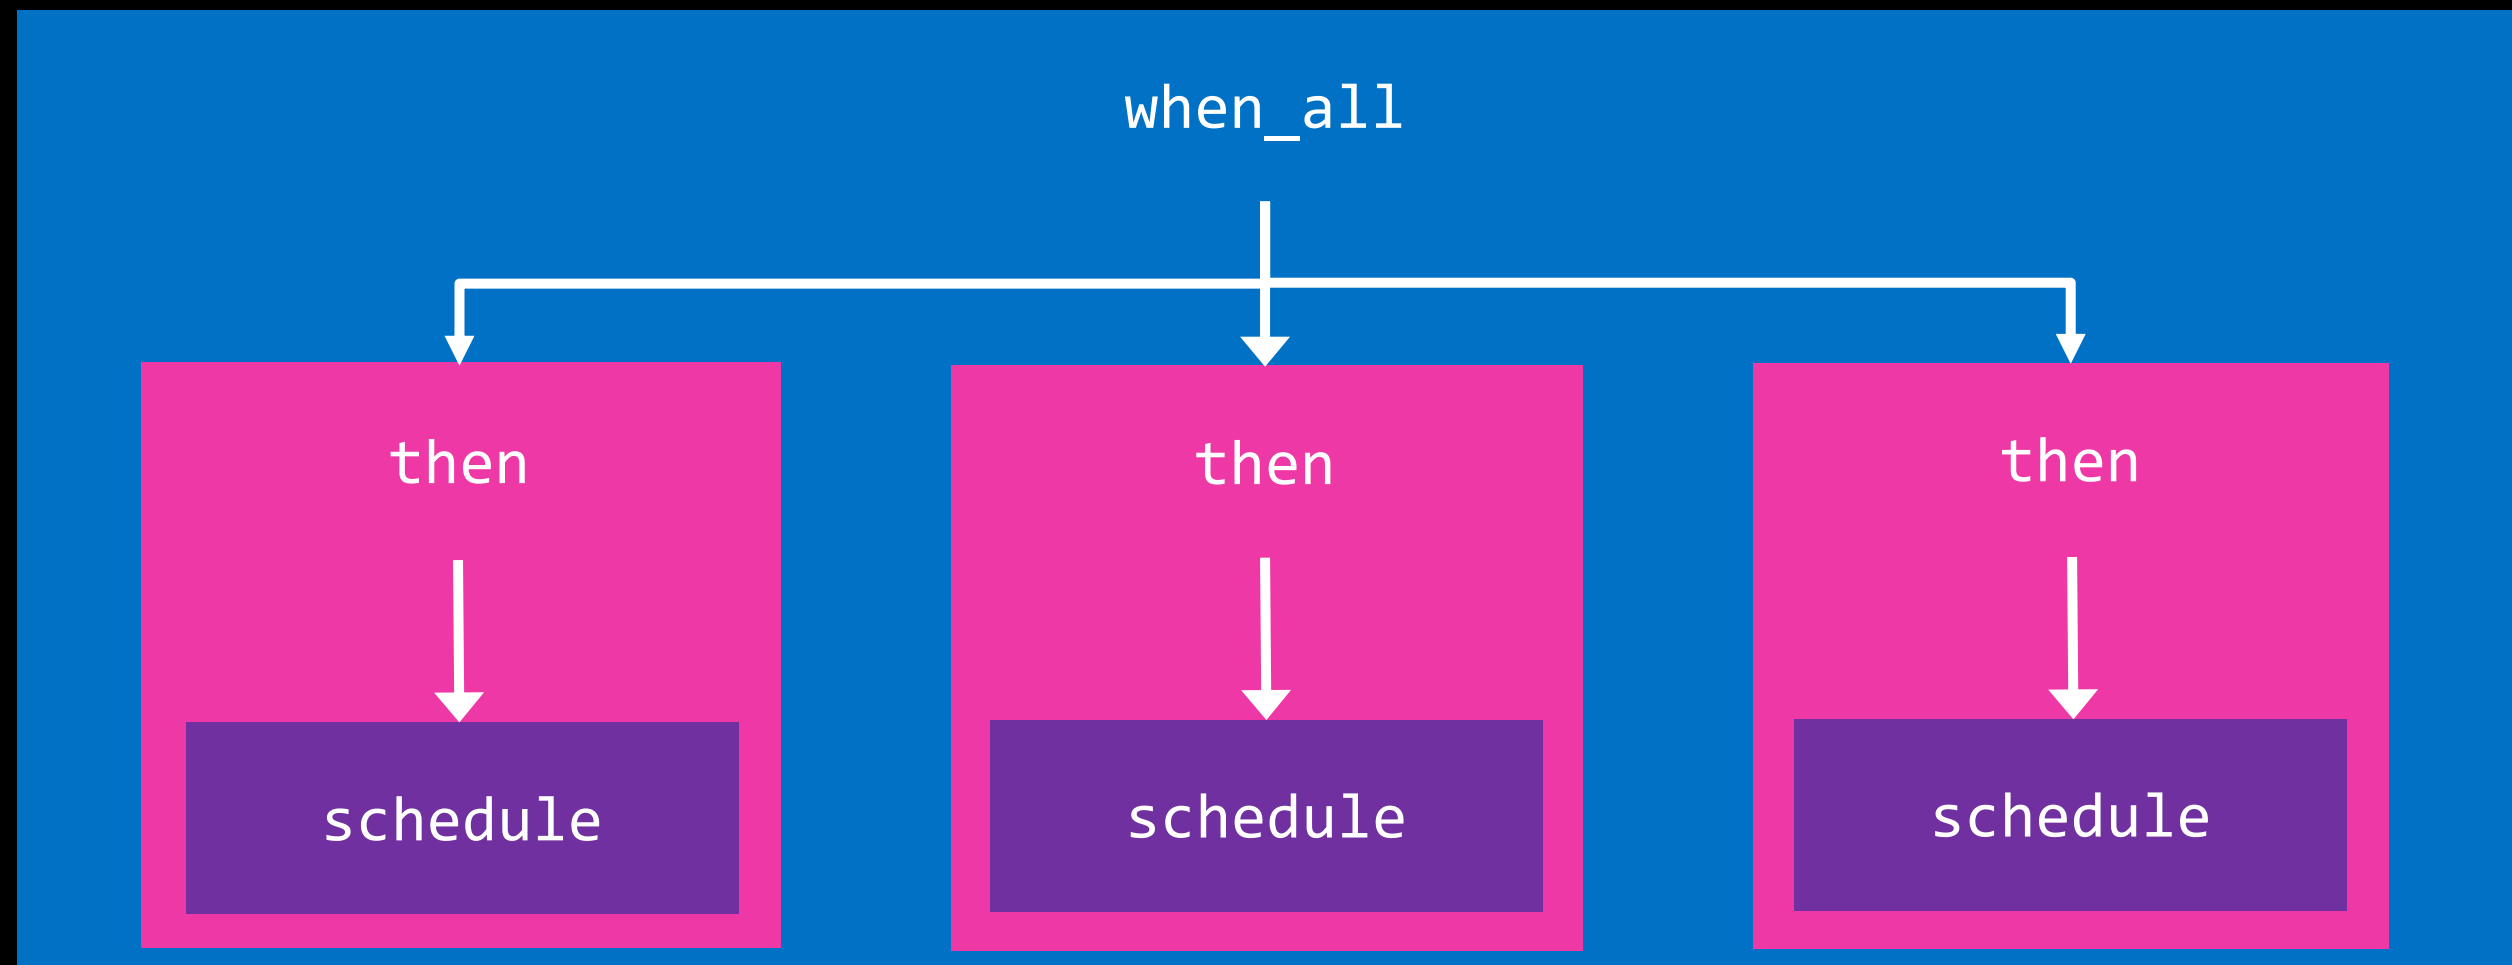 when_all
then
then
then
schedule
schedule
schedule